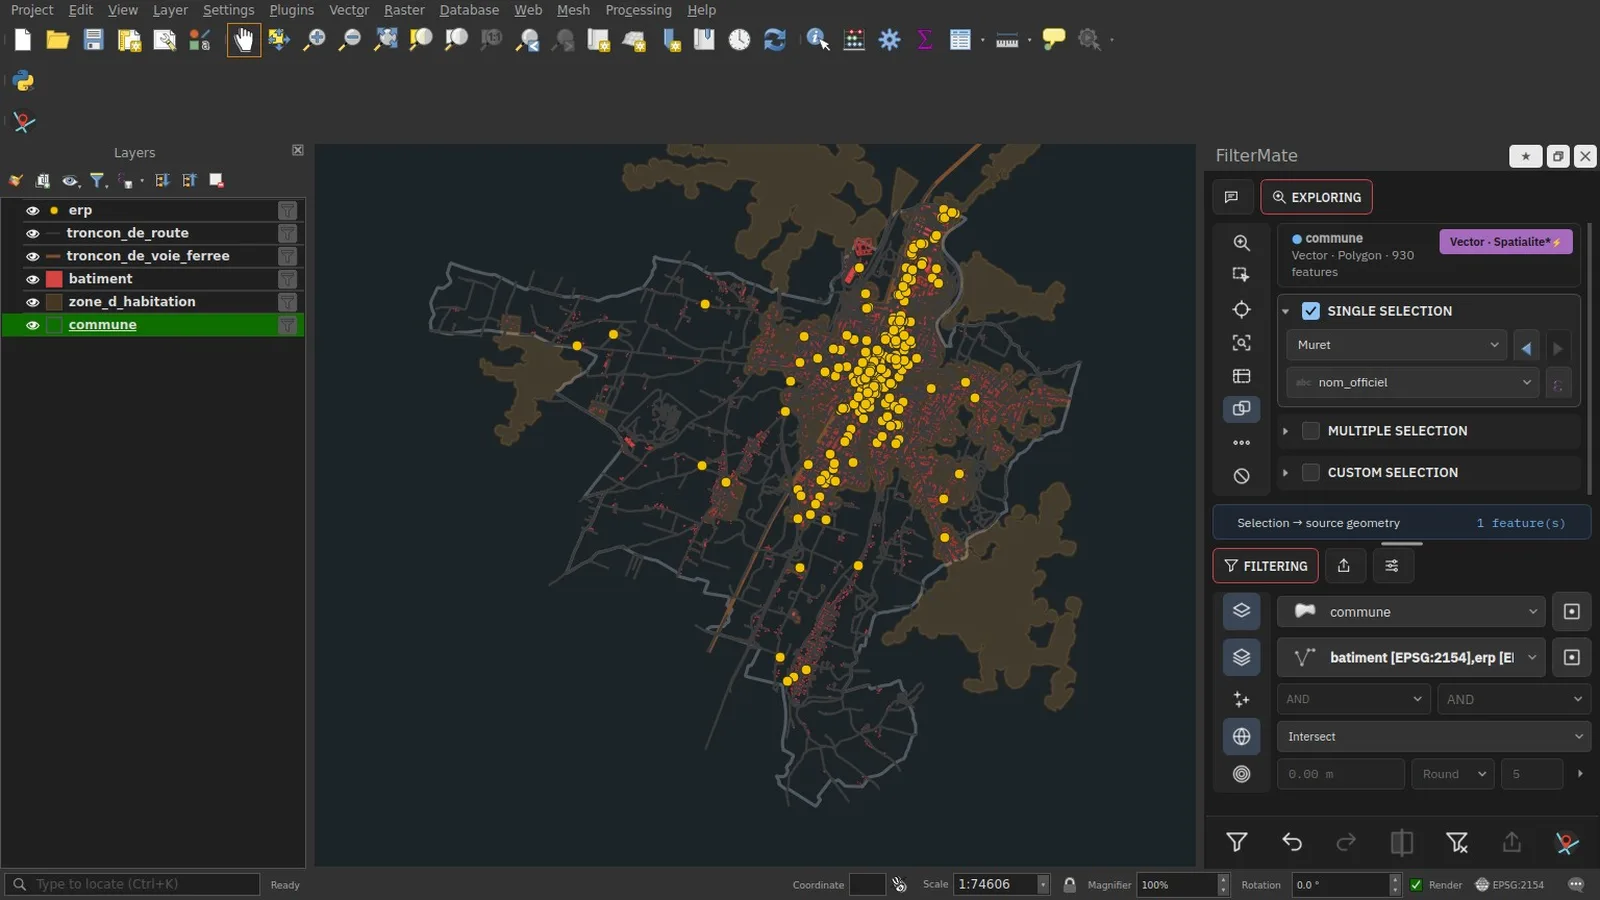 Project Edit View Layer Settings Plugins Vector Raster Database Web Mesh Processing Help
Layers
erp
troncon_de_route
troncon_de_voie_ferree
batiment
zone_d_habitation
commune
FilterMate
EXPLORING
commune
Vector · Polygon · 930
features
Vector · Spatialite*⚡
SINGLE SELECTION
Muret
abc nom_officiel
MULTIPLE SELECTION
CUSTOM SELECTION
Selection → source geometry 1 feature(s)
FILTERING
commune
batiment [EPSG:2154],erp [E
AND AND
Intersect
0.00 m Round 5
Type to locate (Ctrl+K) Ready Coordinate Scale 1:74606 Magnifier 100% Rotation 0.0 ° Render EPSG:2154